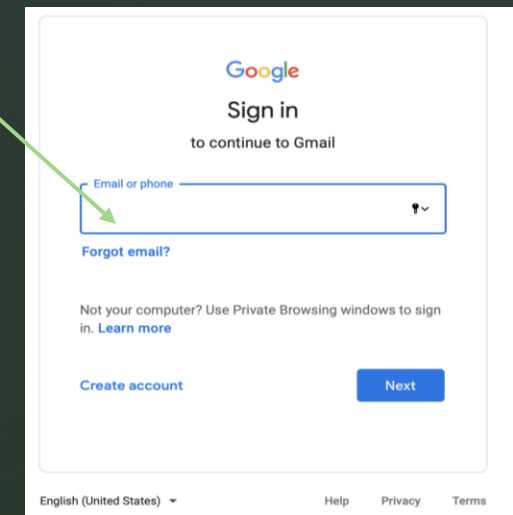 Google
Sign in
to continue to Gmail
Email or phone
Forgot email?
Not your computer? Use Private Browsing windows to sign
in. Learn more
Create account
Next
English (United States)
Help
Privacy
Terms